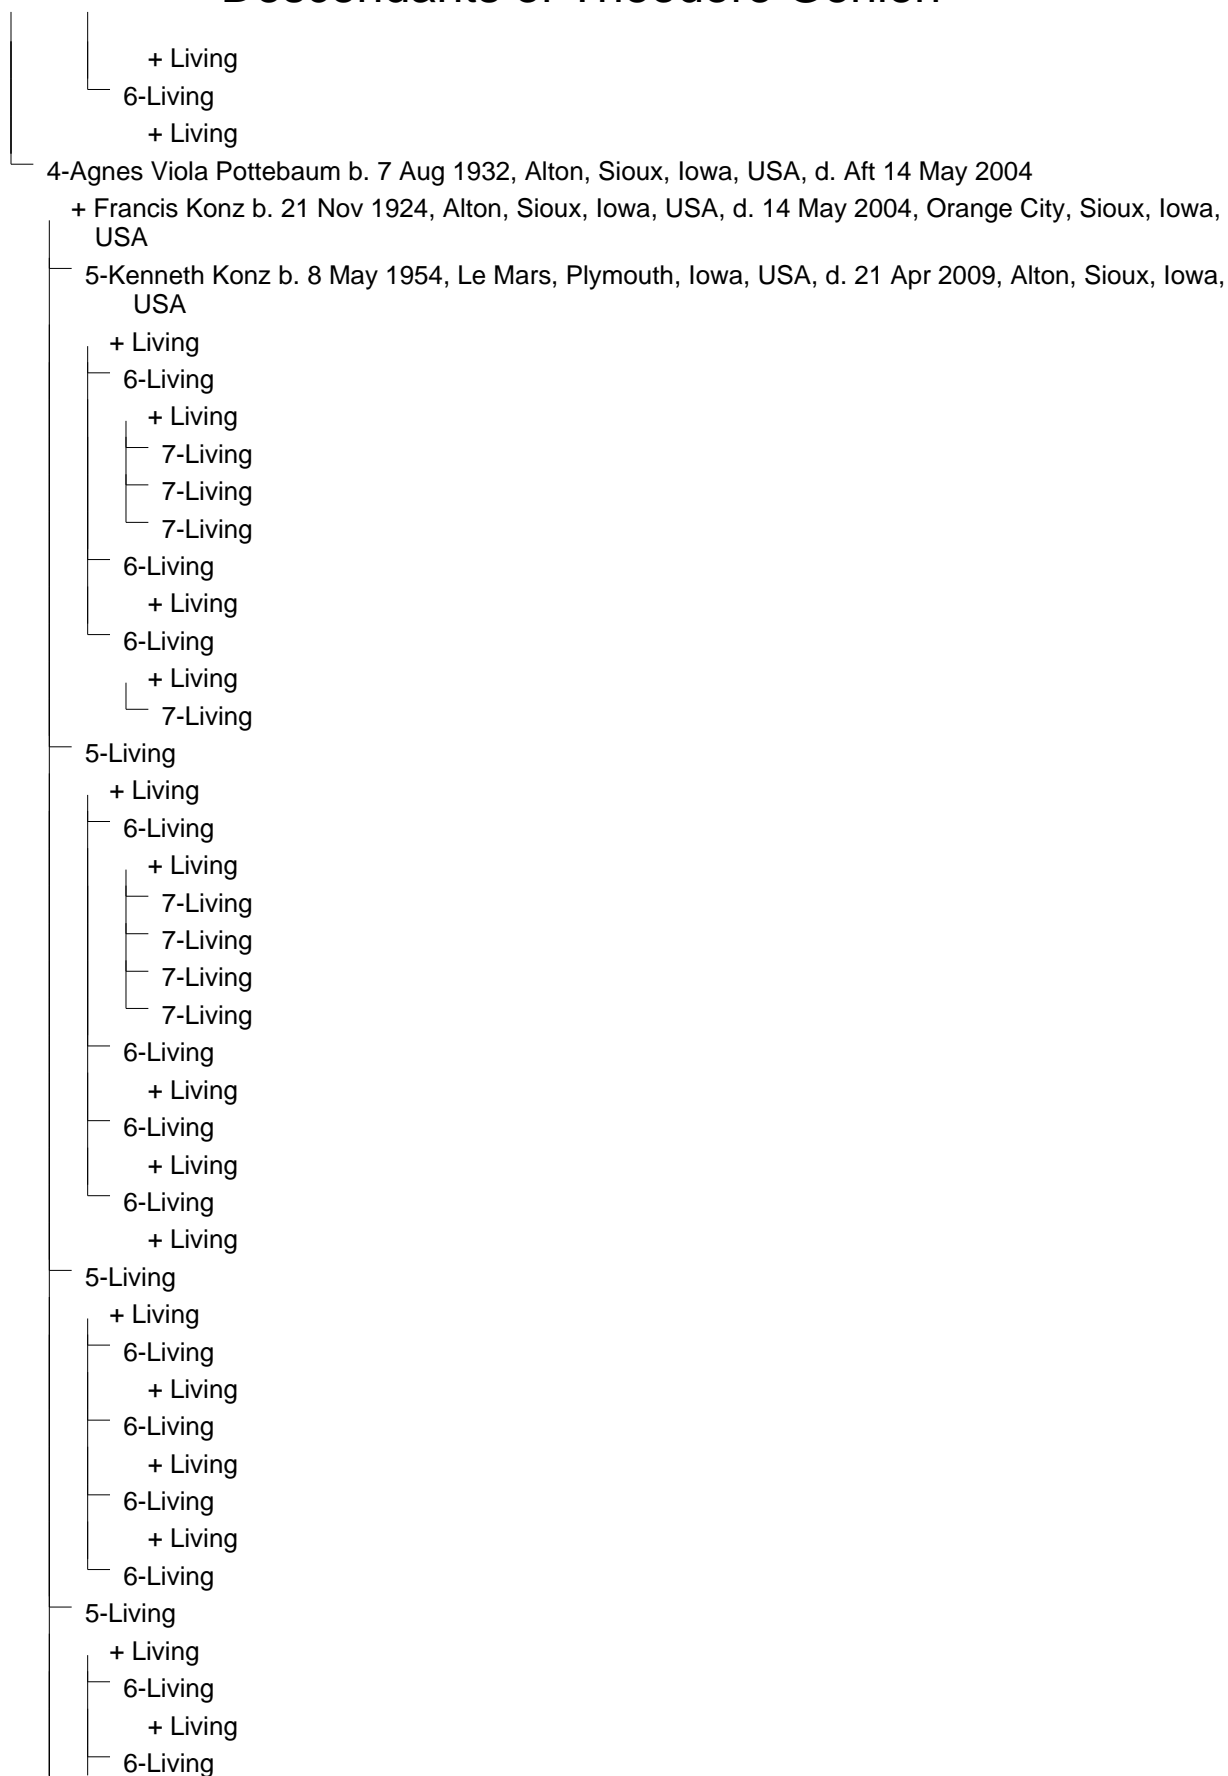 Descendants of Theodore Gehlen
+ Living
6-Living
+ Living
4-Agnes Viola Pottebaum b. 7 Aug 1932, Alton, Sioux, Iowa, USA, d. Aft 14 May 2004
+ Francis Konz b. 21 Nov 1924, Alton, Sioux, Iowa, USA, d. 14 May 2004, Orange City, Sioux, Iowa,
USA
5-Kenneth Konz b. 8 May 1954, Le Mars, Plymouth, Iowa, USA, d. 21 Apr 2009, Alton, Sioux, Iowa,
USA
+ Living
6-Living
+ Living
7-Living
7-Living
7-Living
6-Living
+ Living
6-Living
+ Living
7-Living
5-Living
+ Living
6-Living
+ Living
7-Living
7-Living
7-Living
7-Living
6-Living
+ Living
6-Living
+ Living
6-Living
+ Living
5-Living
+ Living
6-Living
+ Living
6-Living
+ Living
6-Living
+ Living
6-Living
5-Living
+ Living
6-Living
+ Living
6-Living